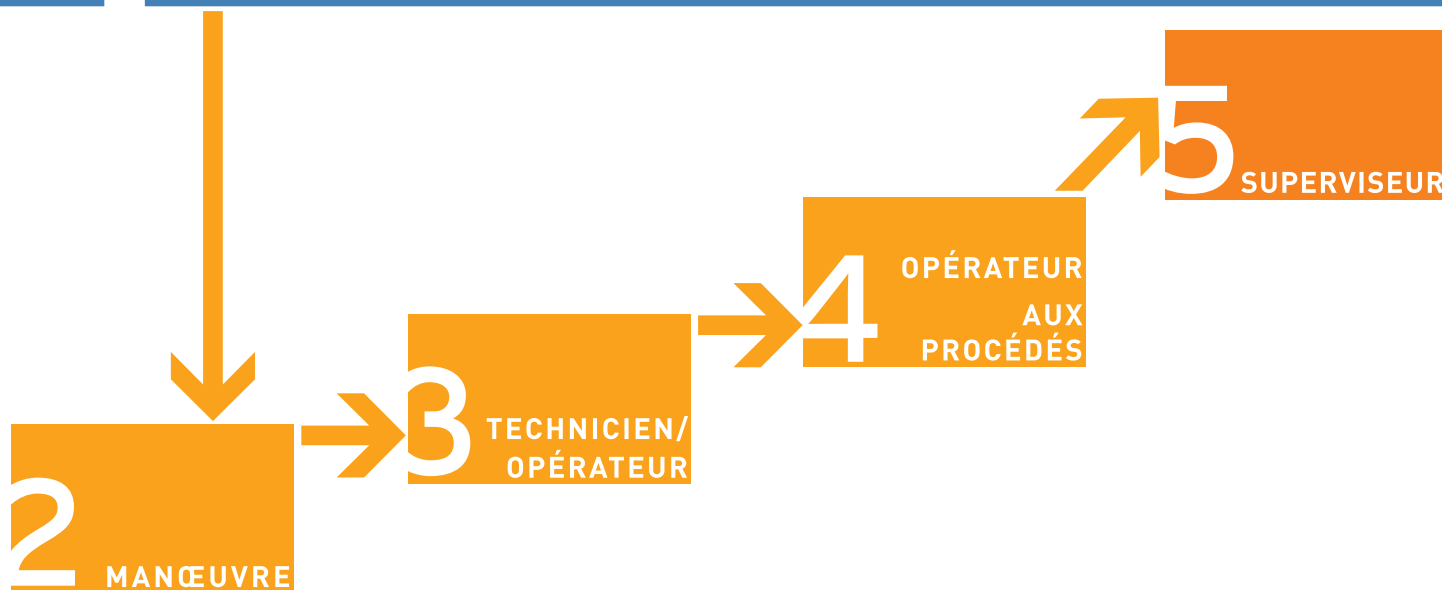 2 MANŒUVRE
3 TECHNICIEN/
OPÉRATEUR
4 OPÉRATEUR
AUX
PROCÉDÉS
5 SUPERVISEUR